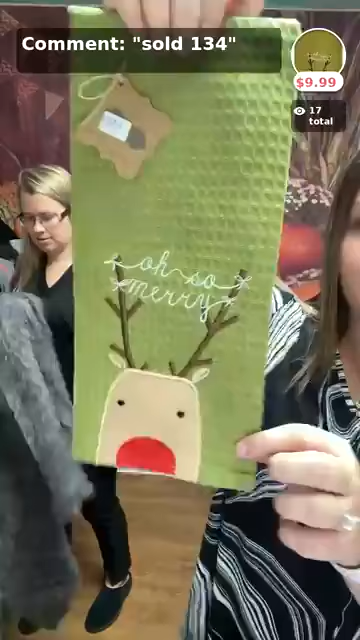 Comment: "sold 134"
$9.99
17
total
oh so
merry